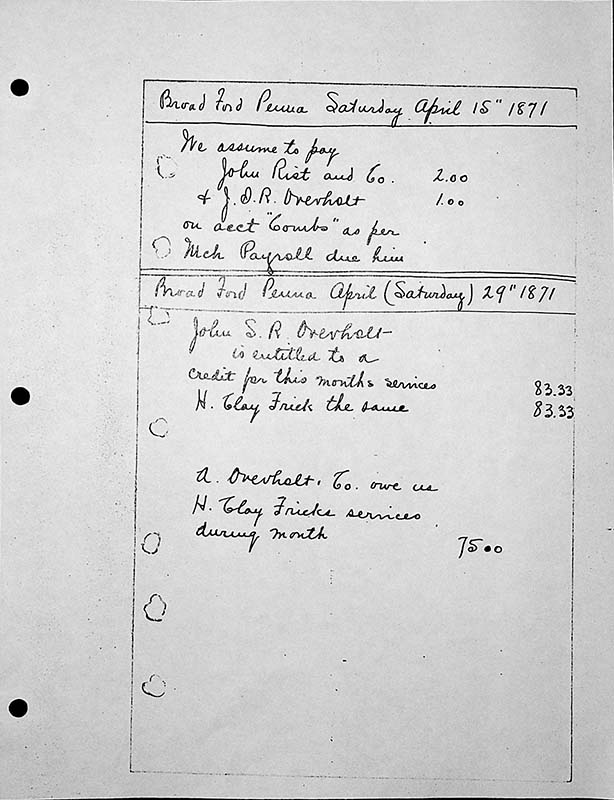 Broad Ford Penna Saturday April 15" 1871
We assume to pay
John Rist and Co. 2.00
& J. S. R. Overholt 1.00
on acct "Combs" as per
Mch Payroll due him
Broad Ford Penna April (Saturday) 29" 1871
John S. R. Overholt
is entitled to a
credit for this months services 83.33
H. Clay Frick the same 83.33
A. Overholt, Co. owe us
H. Clay Fricks services
during month 75.00